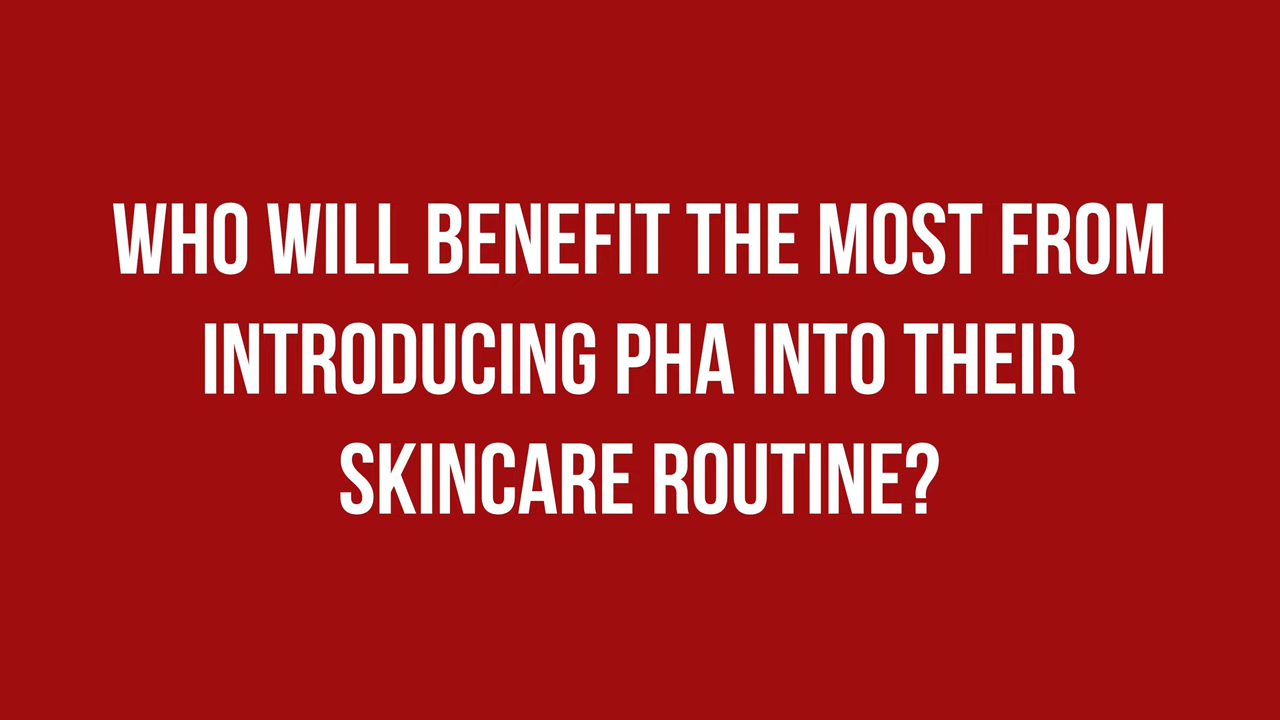 WHO WILL BENEFIT THE MOST FROM
INTRODUCING PHA INTO THEIR
SKINCARE ROUTINE?